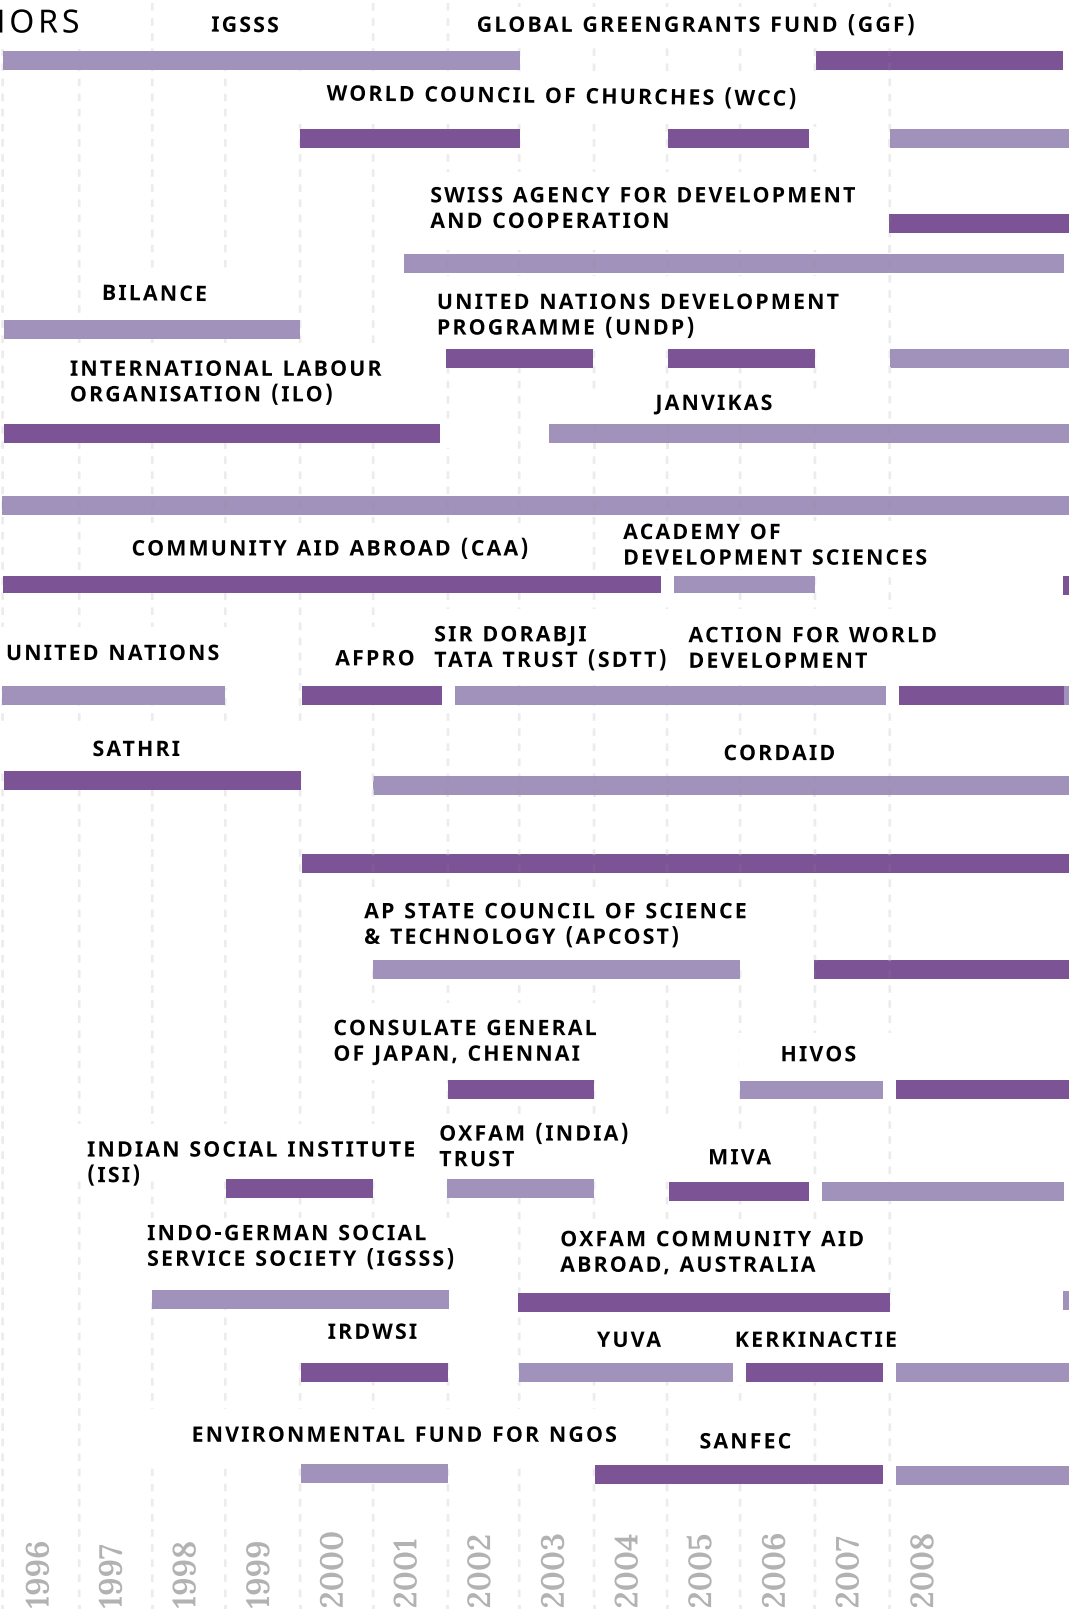 IORS
IGSSS
GLOBAL GREENGRANTS FUND (GGF)
WORLD COUNCIL OF CHURCHES (WCC)
SWISS AGENCY FOR DEVELOPMENT
AND COOPERATION
BILANCE
UNITED NATIONS DEVELOPMENT
PROGRAMME (UNDP)
INTERNATIONAL LABOUR
ORGANISATION (ILO)
JANVIKAS
COMMUNITY AID ABROAD (CAA)
ACADEMY OF
DEVELOPMENT SCIENCES
UNITED NATIONS
AFPRO
SIR DORABJI
TATA TRUST (SDTT)
ACTION FOR WORLD
DEVELOPMENT
SATHRI
CORDAID
AP STATE COUNCIL OF SCIENCE
& TECHNOLOGY (APCOST)
CONSULATE GENERAL
OF JAPAN, CHENNAI
HIVOS
INDIAN SOCIAL INSTITUTE
(ISI)
OXFAM (INDIA)
TRUST
MIVA
INDO-GERMAN SOCIAL
SERVICE SOCIETY (IGSSS)
OXFAM COMMUNITY AID
ABROAD, AUSTRALIA
IRDWSI
YUVA
KERKINACTIE
ENVIRONMENTAL FUND FOR NGOS
SANFEC
1996
1997
1998
1999
2000
2001
2002
2003
2004
2005
2006
2007
2008